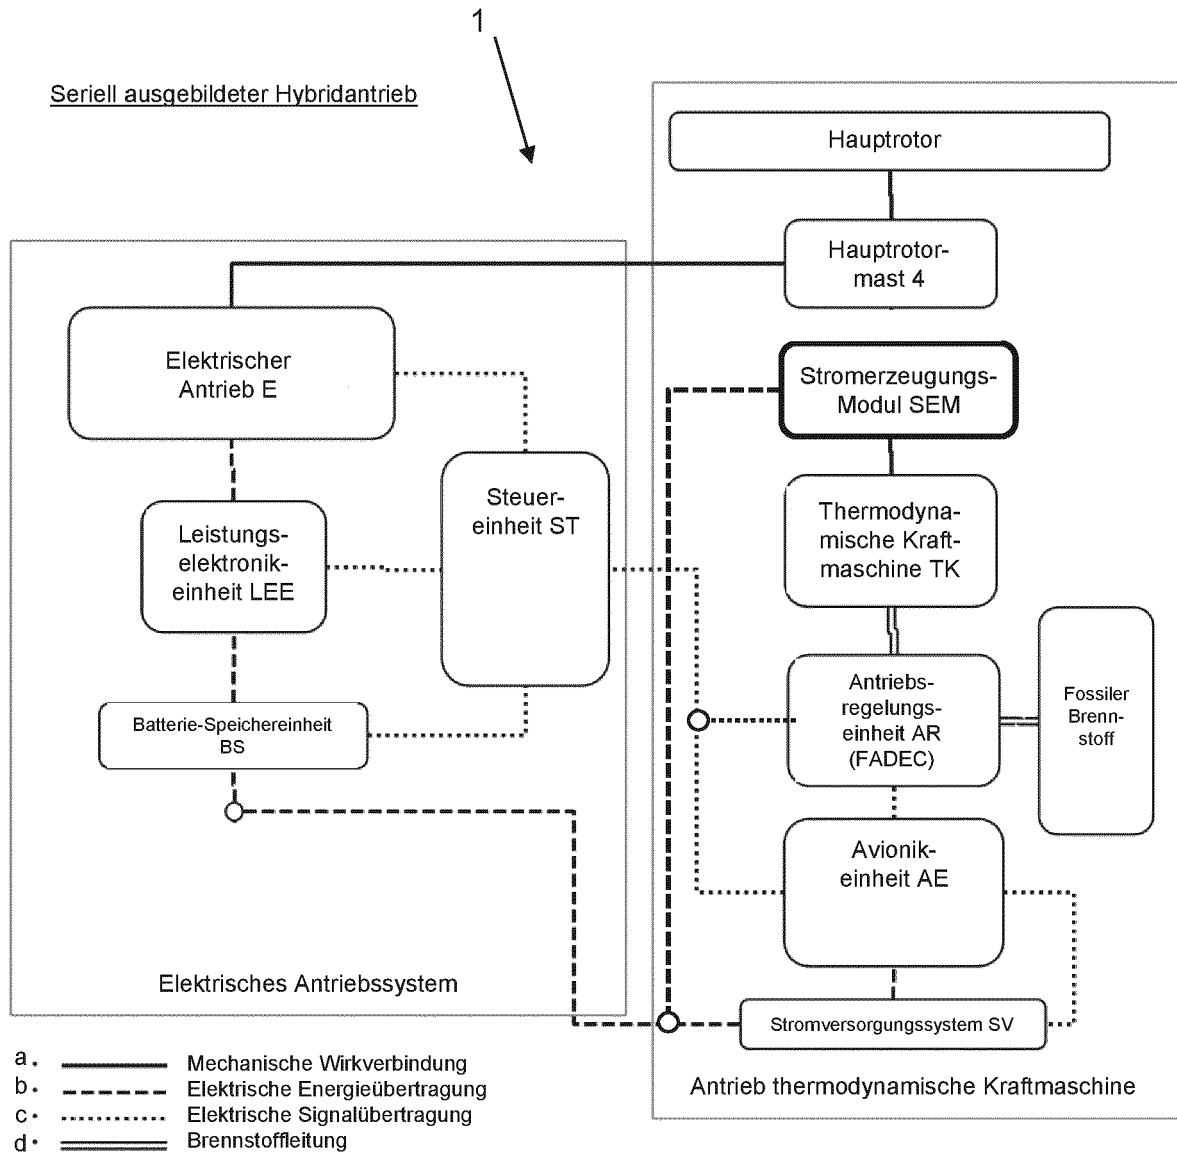 1
Seriell ausgebildeter Hybridantrieb
Hauptrotor
Hauptrotor-
mast 4
Elektrischer
Antrieb E
Stromerzeugungs-
Modul SEM
Steuer-
einheit ST
Thermodyna-
mische Kraft-
maschine TK
Leistungs-
elektronik-
einheit LEE
Batterie-Speichereinheit
BS
Antriebs-
regelungs-
einheit AR
(FADEC)
Fossiler
Brenn-
stoff
Avionik-
einheit AE
Elektrisches Antriebssystem
Stromversorgungssystem SV
Antrieb thermodynamische Kraftmaschine
a. Mechanische Wirkverbindung
b. Elektrische Energieübertragung
c. Elektrische Signalübertragung
d. Brennstoffleitung